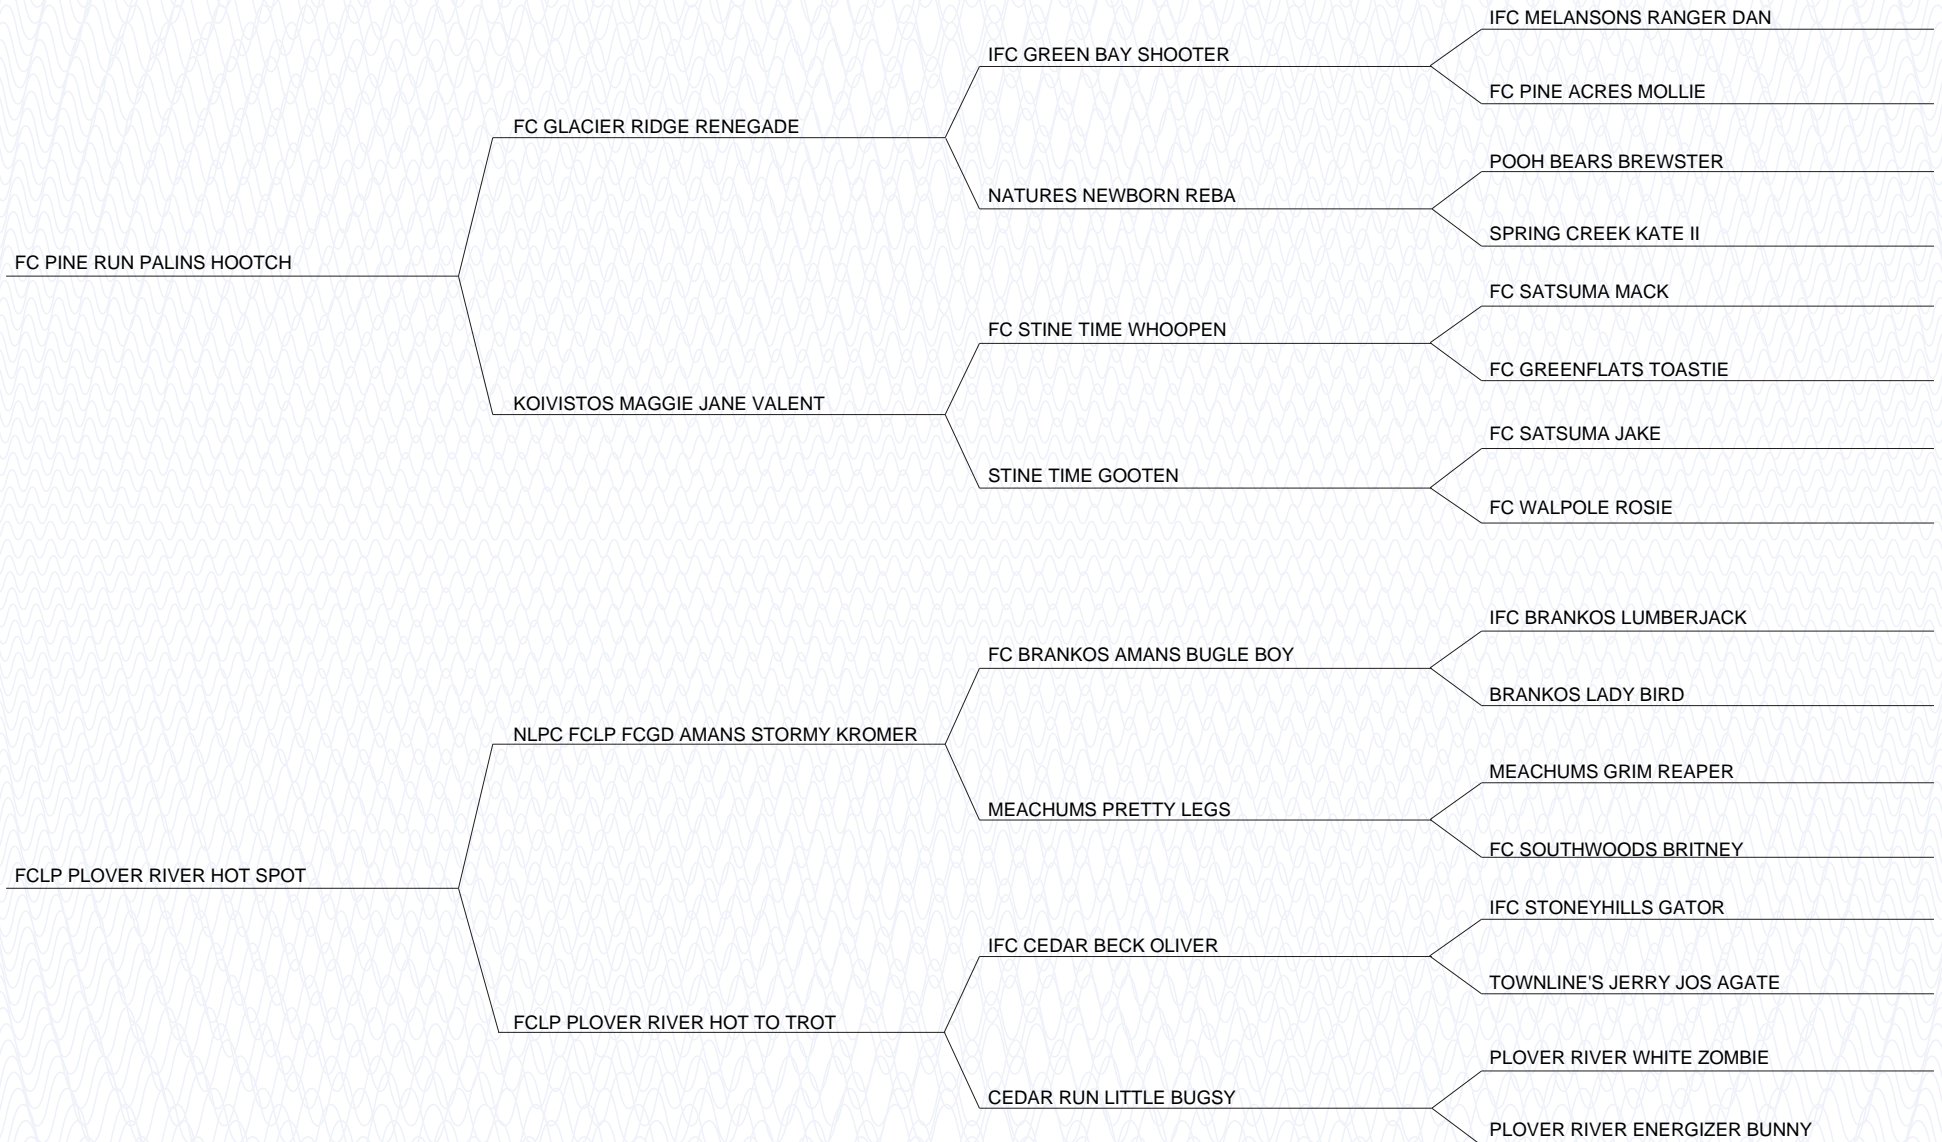 IFC MELANSONS RANGER DAN
IFC GREEN BAY SHOOTER
FC PINE ACRES MOLLIE
FC GLACIER RIDGE RENEGADE
POOH BEARS BREWSTER
NATURES NEWBORN REBA
SPRING CREEK KATE II
FC PINE RUN PALINS HOOTCH
FC SATSUMA MACK
FC STINE TIME WHOOPEN
FC GREENFLATS TOASTIE
KOIVISTOS MAGGIE JANE VALENT
FC SATSUMA JAKE
STINE TIME GOOTEN
FC WALPOLE ROSIE
IFC BRANKOS LUMBERJACK
FC BRANKOS AMANS BUGLE BOY
BRANKOS LADY BIRD
NLPC FCLP FCGD AMANS STORMY KROMER
MEACHUMS GRIM REAPER
MEACHUMS PRETTY LEGS
FC SOUTHWOODS BRITNEY
FCLP PLOVER RIVER HOT SPOT
IFC STONEYHILLS GATOR
IFC CEDAR BECK OLIVER
TOWNLINE'S JERRY JOS AGATE
FCLP PLOVER RIVER HOT TO TROT
PLOVER RIVER WHITE ZOMBIE
CEDAR RUN LITTLE BUGSY
PLOVER RIVER ENERGIZER BUNNY